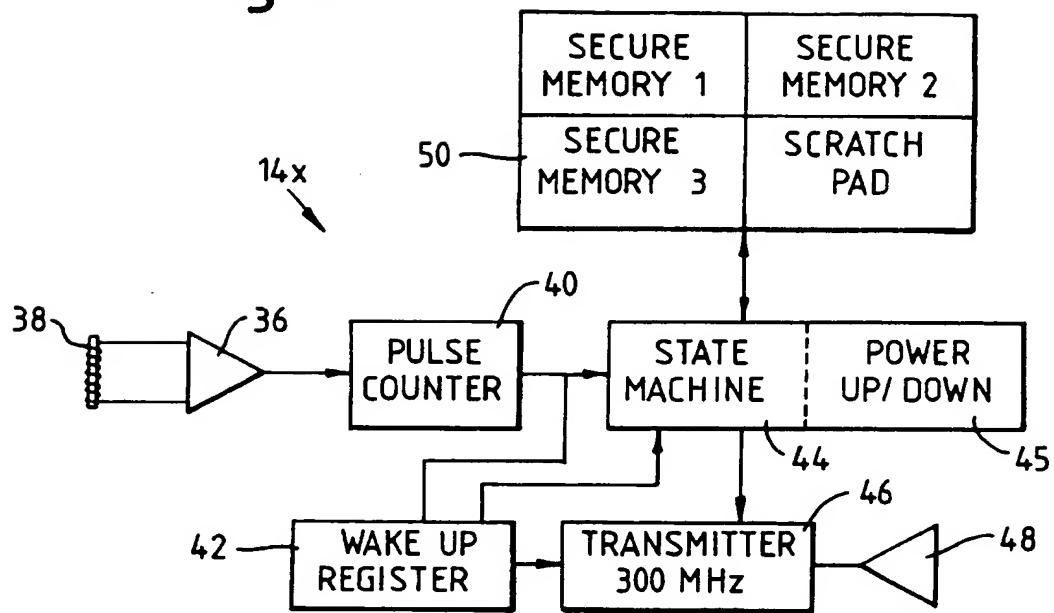 SECURE
MEMORY 1
SECURE
MEMORY 2
50
SECURE
MEMORY 3
SCRATCH
PAD
14x
38
36
40
PULSE
COUNTER
STATE
MACHINE
POWER
UP/DOWN
44
45
46
42
WAKE UP
REGISTER
TRANSMITTER
300 MHz
48